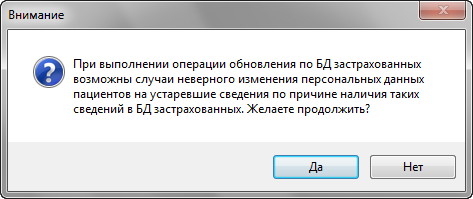 Внимание
При выполнении операции обновления по БД застрахованных
возможны случаи неверного изменения персональных данных
пациентов на устаревшие сведения по причине наличия таких
сведений в БД застрахованных. Желаете продолжить?
Да
Нет